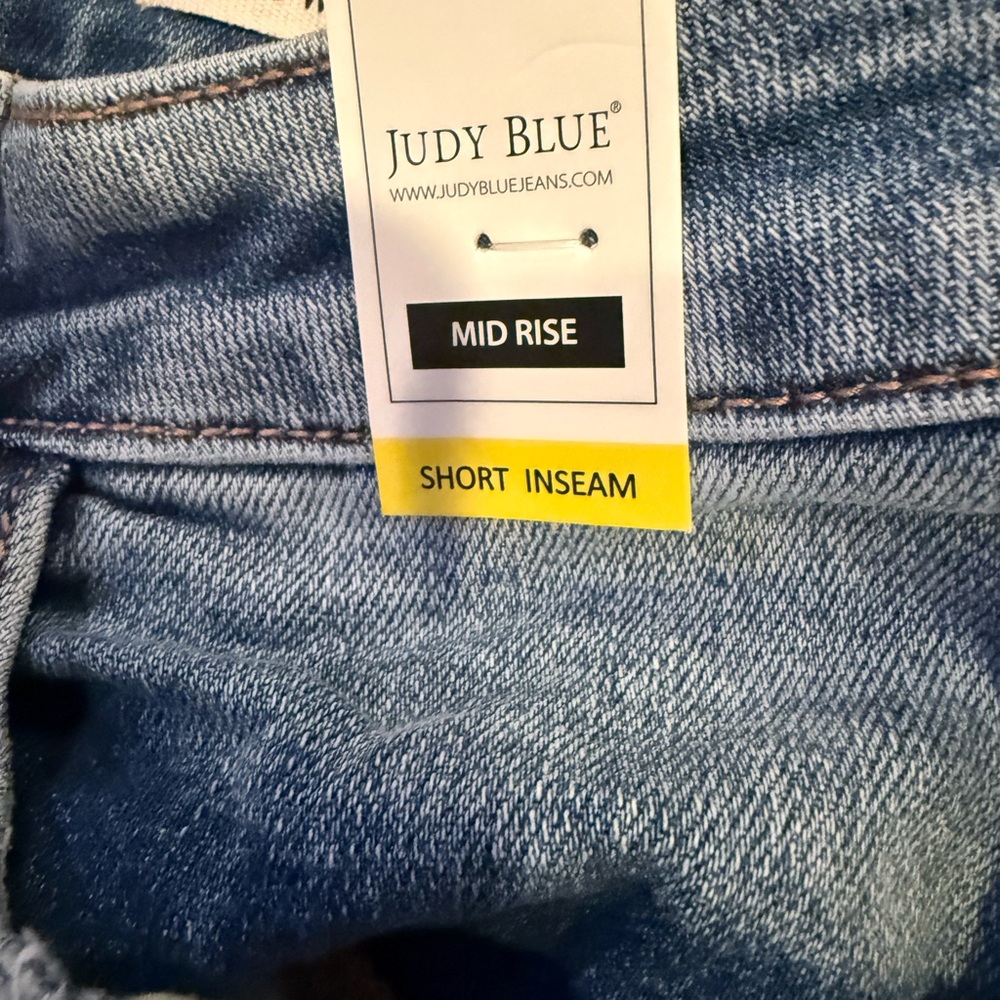 JUDY BLUE®
WWW.JUDYBLUEJEANS.COM
MID RISE
SHORT INSEAM